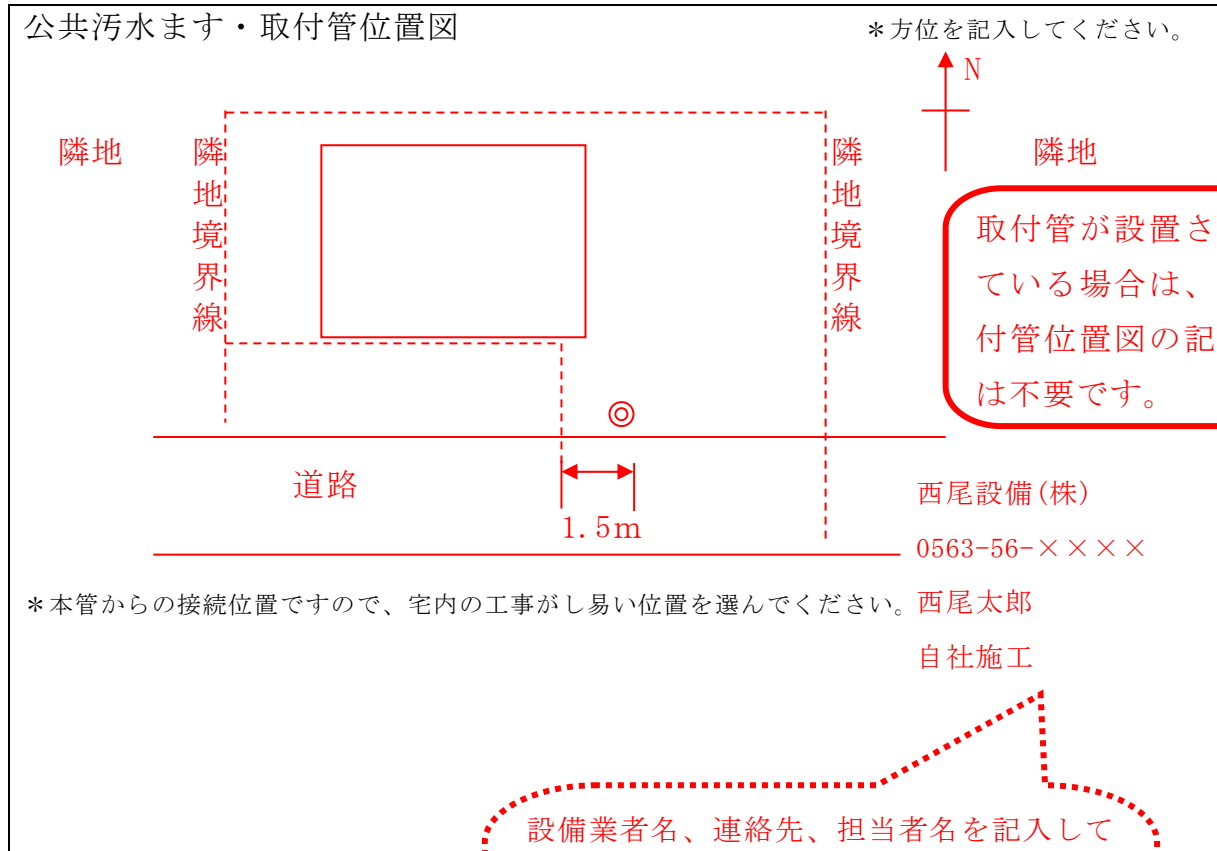 公共汚水ます・取付管位置図
*方位を記入してください。
N
隣地
隣地境界線
隣地境界線
隣地
取付管が設置さ
ている場合は、
付管位置図の記
は不要です。
◎
道路
1.5m
西尾設備(株)
0563-56-××××
*本管からの接続位置ですので、宅内の工事がし易い位置を選んでください。
西尾太郎
自社施工
設備業者名、連絡先、担当者名を記入して